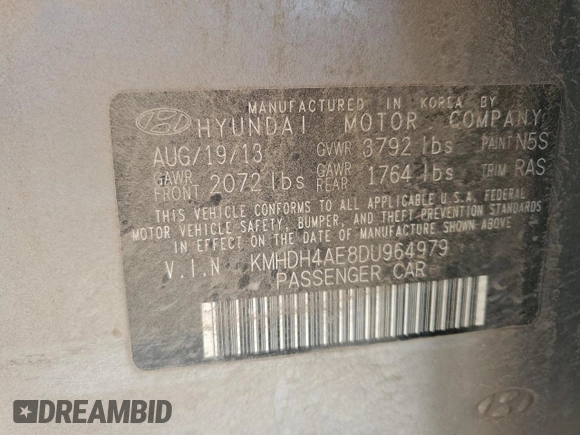 MANUFACTURED IN KOREA BY
HYUNDAI MOTOR COMPANY
AUG/19/13 GVWR 3792 lbs PAINT N5S
GAWR FRONT 2072 lbs GAWR REAR 1764 lbs TRIM RAS
THIS VEHICLE CONFORMS TO ALL APPLICABLE U.S.A. FEDERAL
MOTOR VEHICLE SAFETY, BUMPER, AND THEFT PREVENTION STANDARDS
IN EFFECT ON THE DATE OF MANUFACTURE SHOWN ABOVE
V.I.N KMHDH4AE8DU964979
PASSENGER CAR
DREAMBID